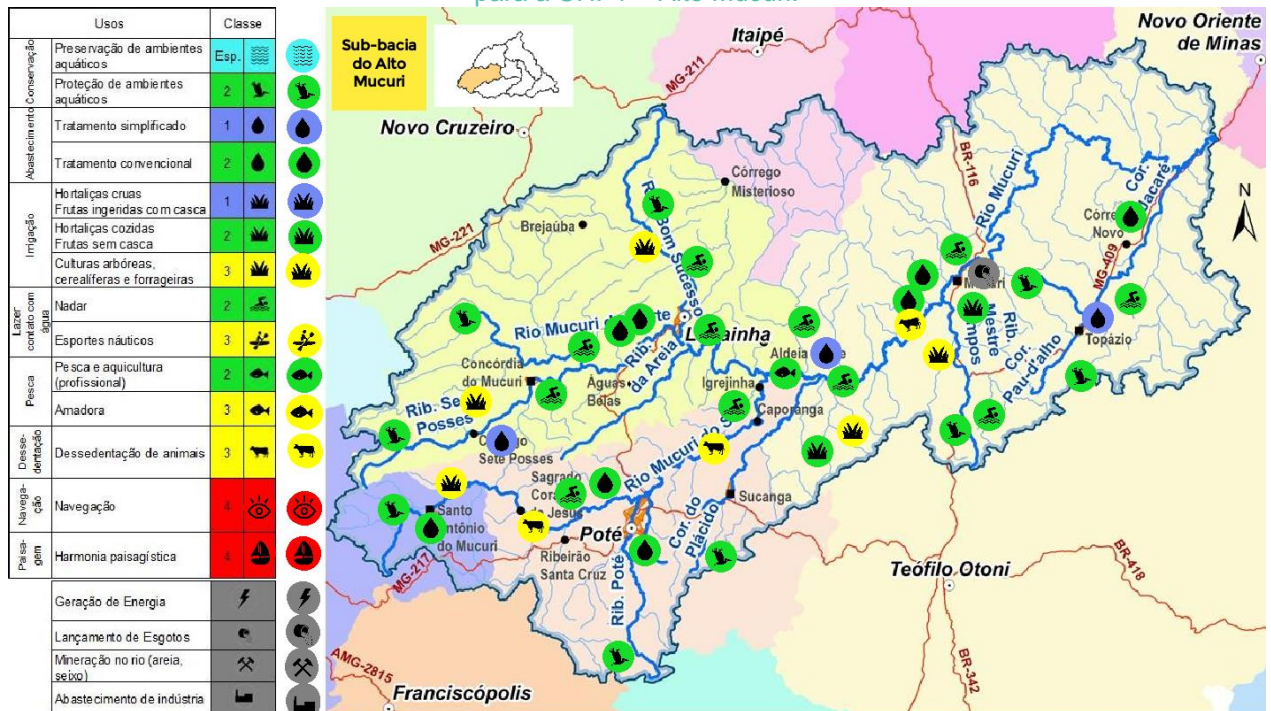 Usos
Classe
Conservação
Preservação de ambientes
aquáticos
Esp.
Proteção de ambientes
aquáticos
2
Abastecimento
Tratamento simplificado
1
Tratamento convencional
2
Irrigação
Hortaliças cruas
Frutas ingeridas com casca
1
Hortaliças cozidas
Frutas sem casca
2
Culturas arbóreas,
cerealíferas e forrageiras
3
Lazer
contato com
água
Nadar
2
Esportes náuticos
3
Pesca
Pesca e aquicultura
(profissional)
2
Amadora
3
Desse-
dentação
Dessedentação de animais
3
Navega-
ção
Navegação
4
Paisa-
gem
Harmonia paisagística
4
Geração de Energia
Lançamento de Esgotos
Mineração no rio (areia,
seixo)
Abastecimento de indústria
Sub-bacia
do Alto
Mucuri
Itaipé
Novo Oriente
de Minas
MG-211
Novo Cruzeiro
BR-116
Rio Mucuri
Cor.
Jacaré
Córrego
Misterioso
N
Brejaúba
MG-221
Bom Sucesso
Novo
MG-409
Rio Mucuri
Rib.
da Areia
Concórdia
do Mucuri
Águas
Belas
Aldeia
Igrejinha
Caporanga
Rib.
Mestre
Cor.
Pau-d'alho
Topázio
Rib.
Posses
Sete Posses
Rio Mucuri do
Sagrado
de Jesus
Sucanga
Santo
do Mucuri
Poté
Cor. do
Plácido
Ribeirão
Santa Cruz
MG-217
Rib. Poté
Teófilo Otoni
BR-418
BR-342
AMG-2815
Franciscópolis